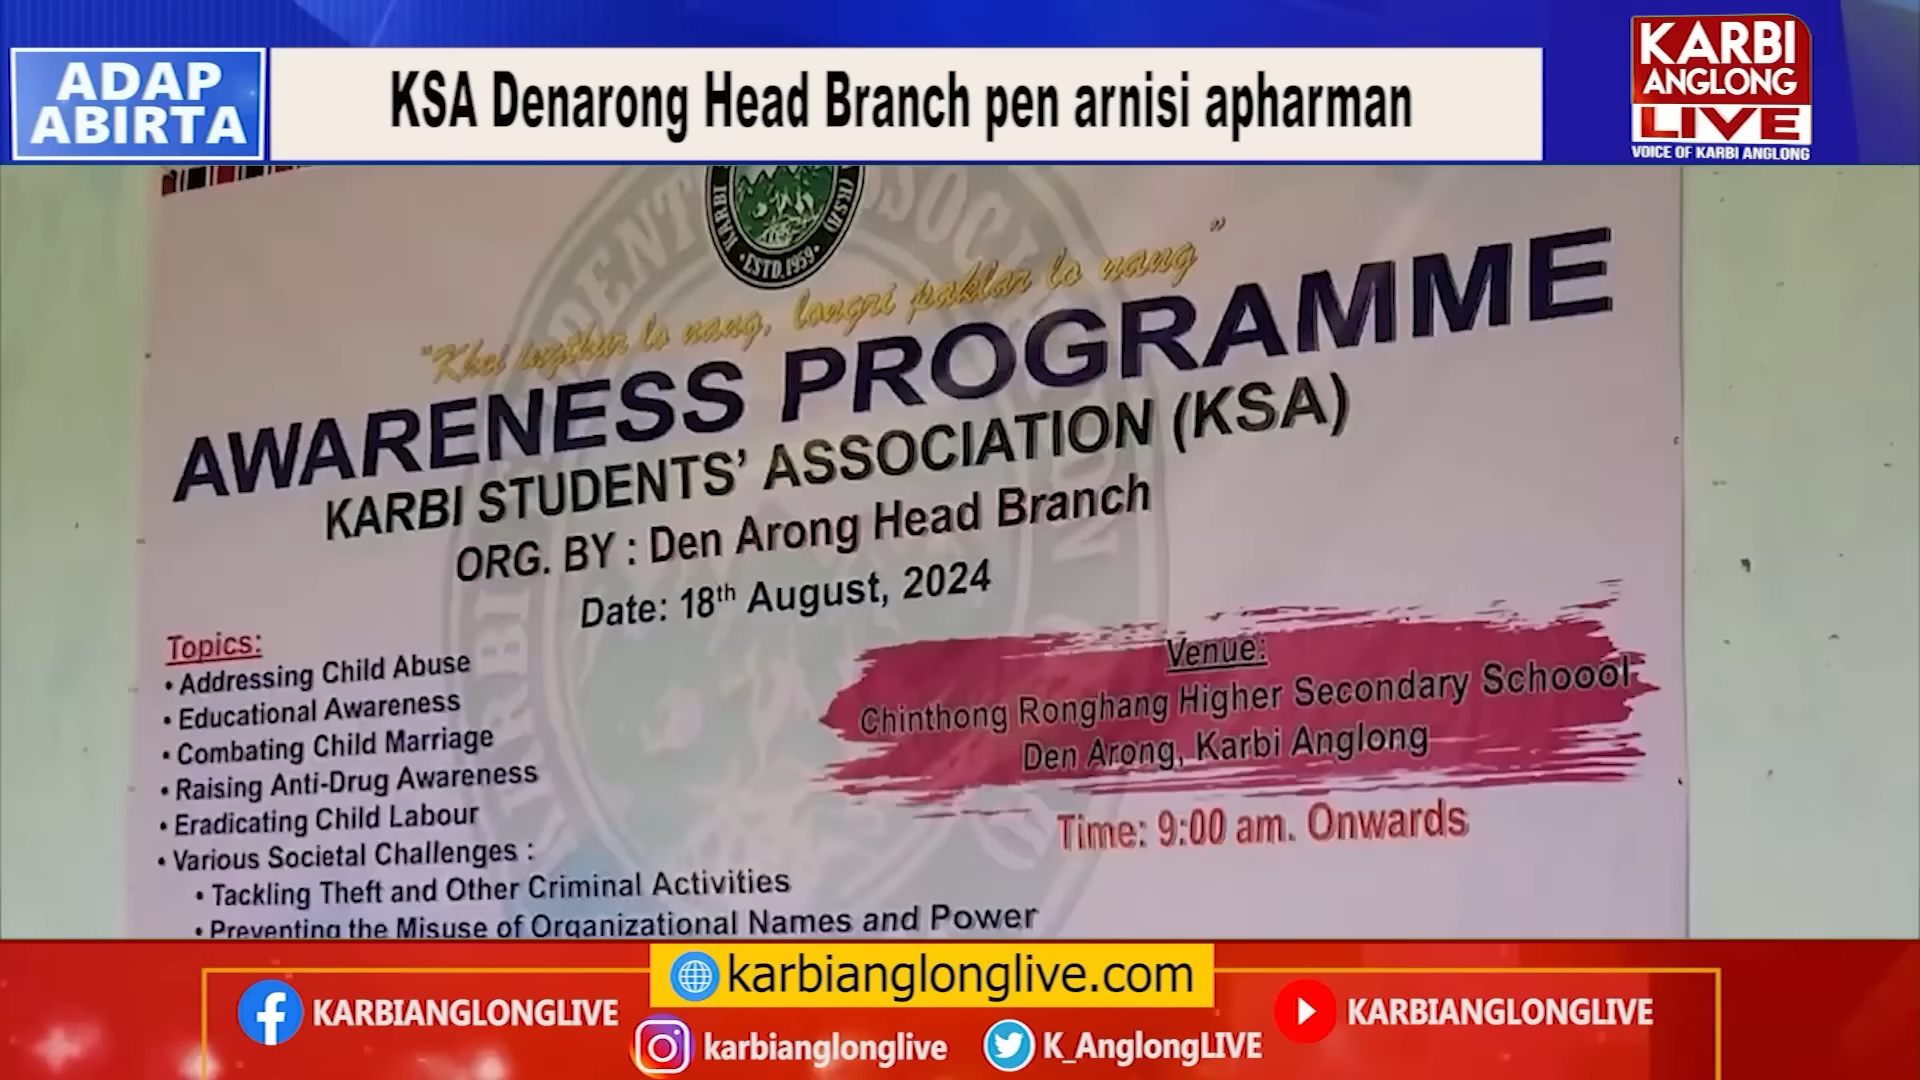 ADAP
ABIRTA
KSA Denarong Head Branch pen arnisi apharman
KARBI
ANGLONG
LIVE
VOICE OF KARBI ANGLONG
KARBI
(KSA)
ESTD.1959
longri paklar lo nang"
AWARENESS PROGRAMME
KARBI STUDENTS' ASSOCIATION (KSA)
ORG. BY : Den Arong Head Branch
Date: 18th August, 2024
Topics:
• Addressing Child Abuse
• Educational Awareness
• Combating Child Marriage
• Raising Anti-Drug Awareness
• Eradicating Child Labour
• Various Societal Challenges :
• Tackling Theft and Other Criminal Activities
• Preventing the Misuse of Organizational Names and Power
Venue:
Chinthong Ronghang Higher Secondary Schoool
Den Arong, Karbi Anglong
Time: 9:00 am. Onwards
karbianglonglive.com
KARBIANGLONGLIVE
karbianglonglive
K_AnglongLIVE
KARBIANGLONGLIVE